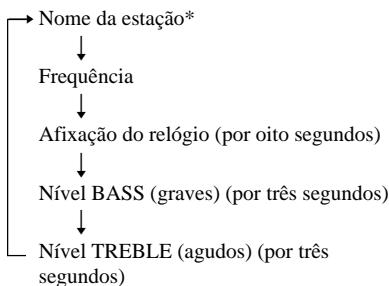 Nome da estação*
Frequência
Afixação do relógio (por oito segundos)
Nível BASS (graves) (por três segundos)
Nível TREBLE (agudos) (por três
segundos)